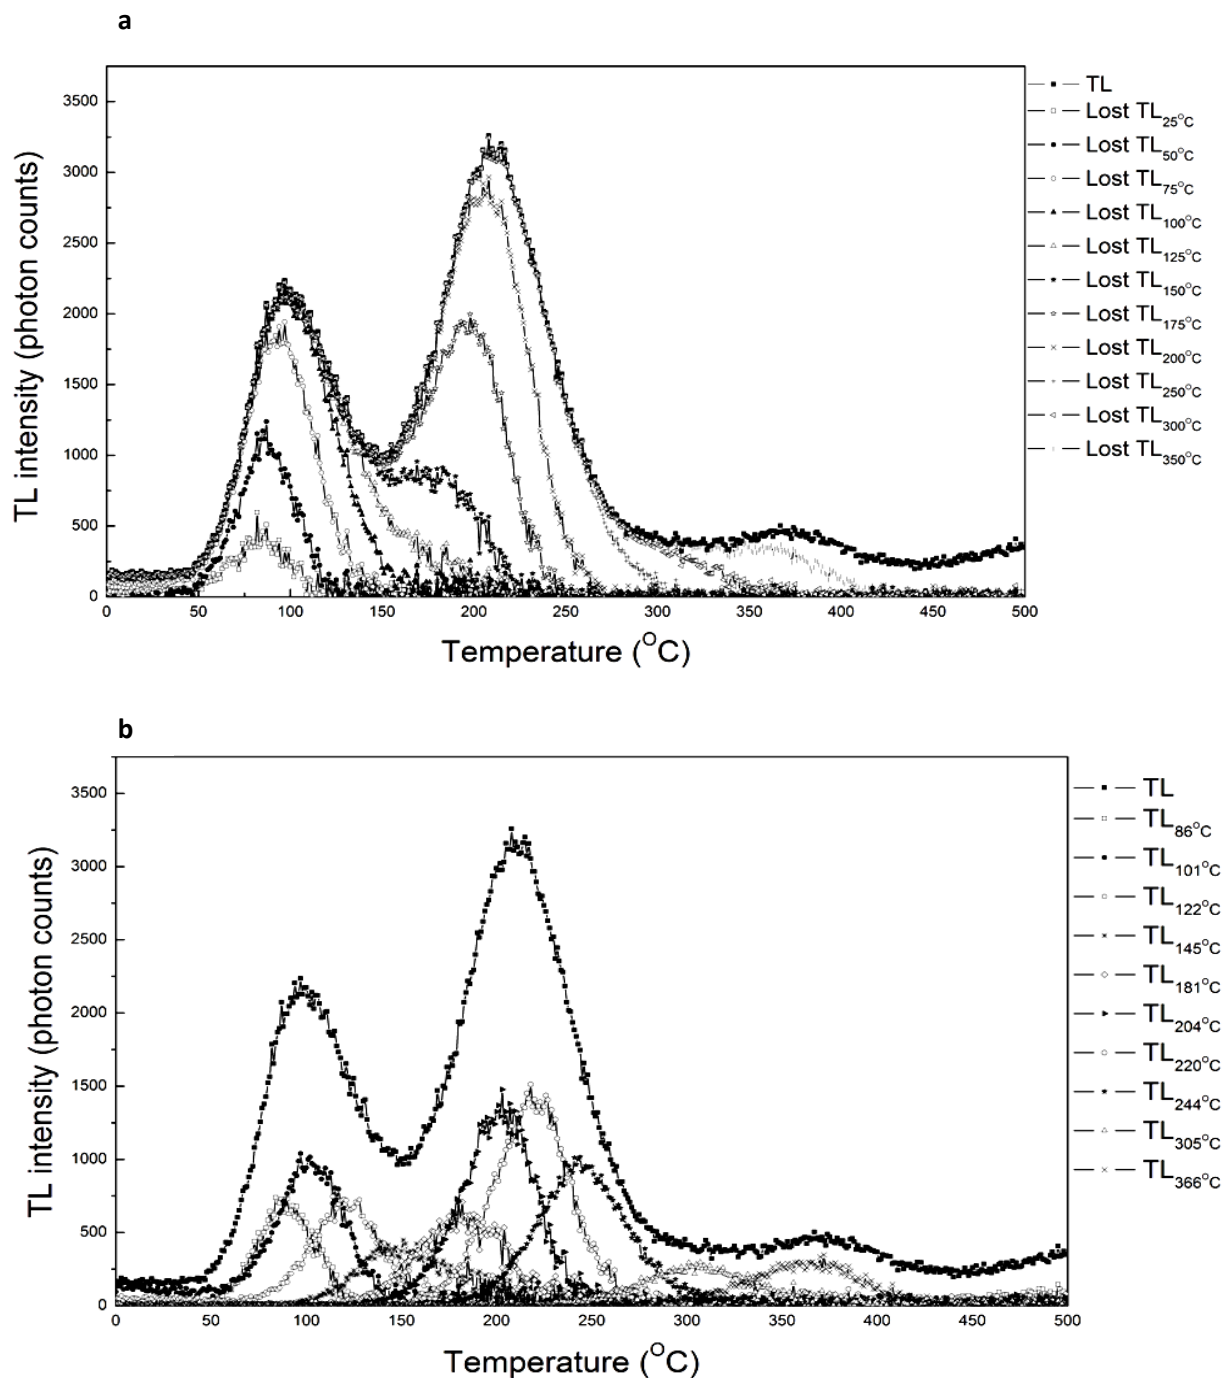 a
TL intensity (photon counts)
3500
3000
2500
2000
1500
1000
500
0
0 50 100 150 200 250 300 350 400 450 500
Temperature (°C)
TL
Lost TL25°C
Lost TL50°C
Lost TL75°C
Lost TL100°C
Lost TL125°C
Lost TL150°C
Lost TL175°C
Lost TL200°C
Lost TL250°C
Lost TL300°C
Lost TL350°C
b
TL intensity (photon counts)
3500
3000
2500
2000
1500
1000
500
0
0 50 100 150 200 250 300 350 400 450 500
Temperature (°C)
TL
TL86°C
TL101°C
TL122°C
TL145°C
TL181°C
TL204°C
TL220°C
TL244°C
TL305°C
TL366°C